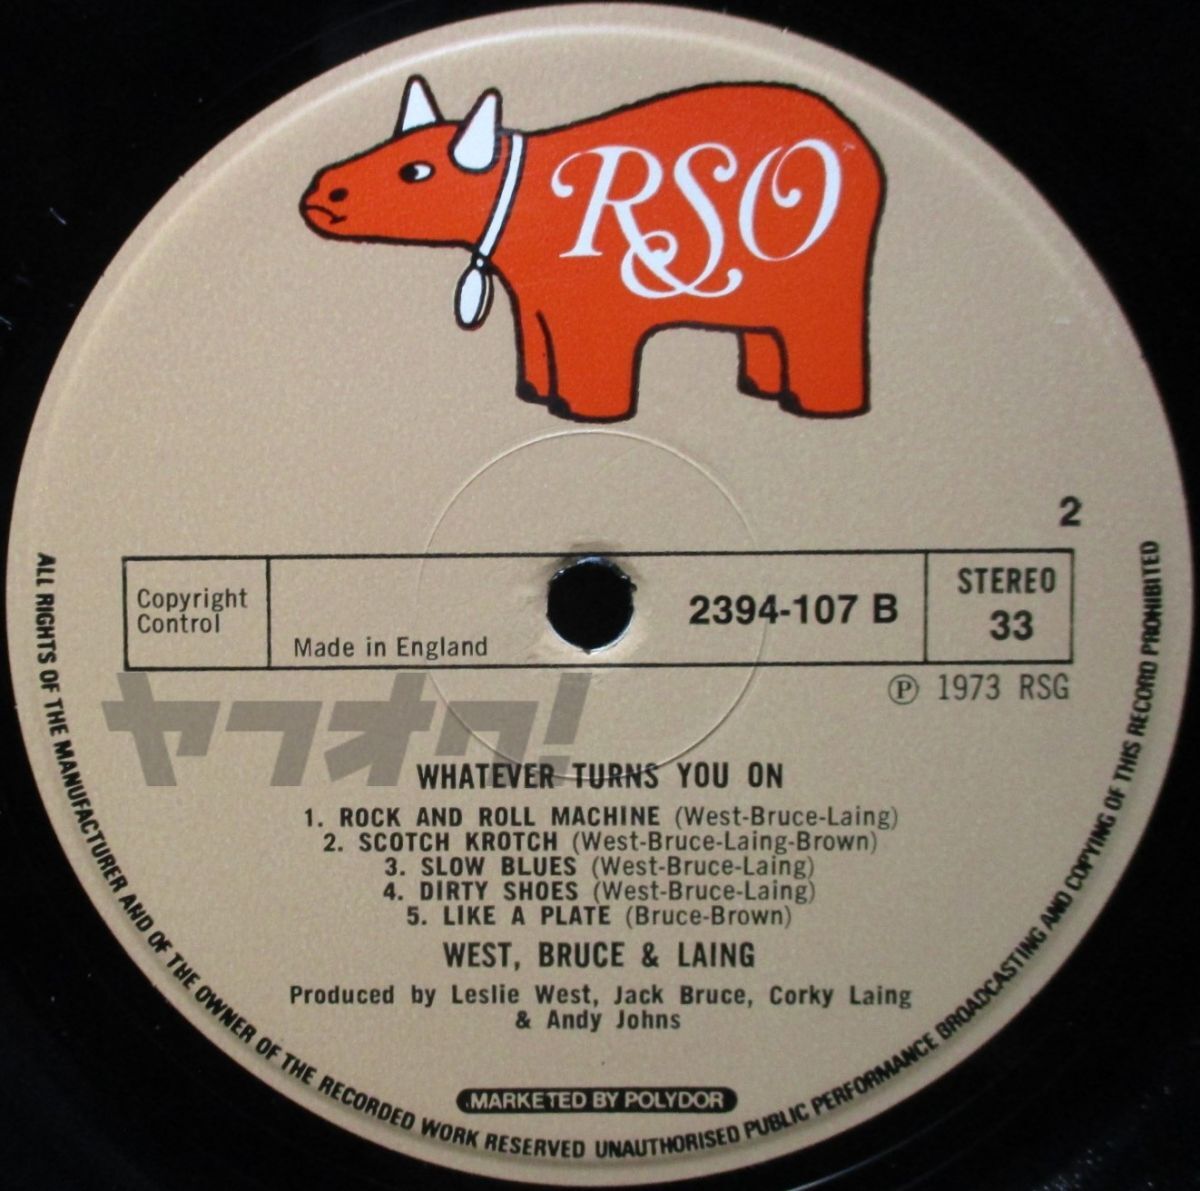 RSO
2
Copyright
Control
Made in England
2394-107 B
STEREO
33
Ⓟ 1973 RSG
ヤフオク!
WHATEVER TURNS YOU ON
1. ROCK AND ROLL MACHINE (West-Bruce-Laing)
2. SCOTCH KROTCH (West-Bruce-Laing-Brown)
3. SLOW BLUES (West-Bruce-Laing)
4. DIRTY SHOES (West-Bruce-Laing)
5. LIKE A PLATE (Bruce-Brown)
WEST, BRUCE & LAING
Produced by Leslie West, Jack Bruce, Corky Laing
& Andy Johns
MARKETED BY POLYDOR
ALL RIGHTS OF THE MANUFACTURER AND OF THE OWNER OF THE RECORDED WORK RESERVED UNAUTHORISED PUBLIC PERFORMANCE BROADCASTING AND COPYING OF THIS RECORD PROHIBITED